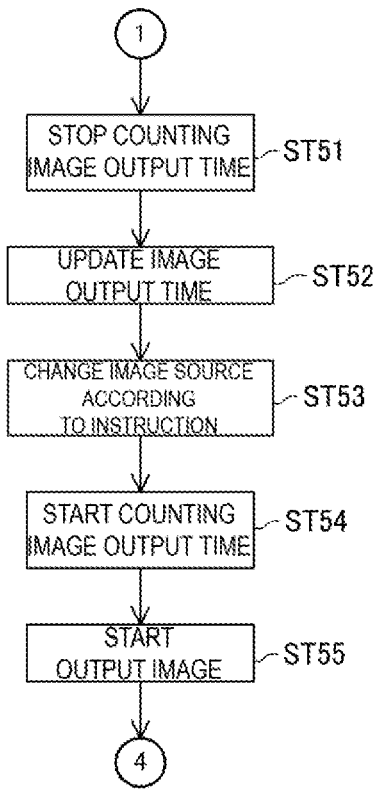 1
STOP COUNTING
IMAGE OUTPUT TIME
ST51
UPDATE IMAGE
OUTPUT TIME
ST52
CHANGE IMAGE SOURCE
ACCORDING
TO INSTRUCTION
ST53
START COUNTING
IMAGE OUTPUT TIME
ST54
START
OUTPUT IMAGE
ST55
4